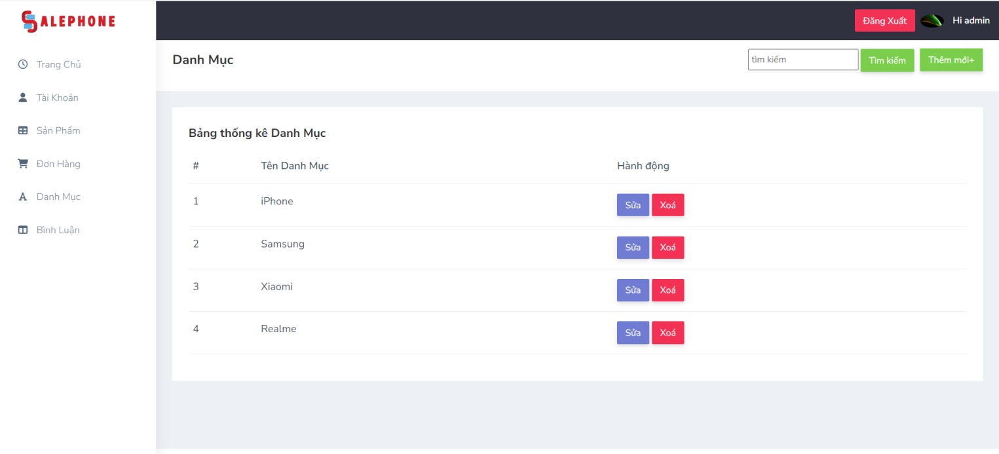 SALEPHONE
Đăng Xuất Hi admin
Trang Chủ
Tài Khoản
Sản Phẩm
Đơn Hàng
Danh Mục
Bình Luận
Danh Mục
tìm kiếm Tìm kiếm Thêm mới+
Bảng thống kê Danh Mục
# Tên Danh Mục Hành động
1 iPhone Sửa Xoá
2 Samsung Sửa Xoá
3 Xiaomi Sửa Xoá
4 Realme Sửa Xoá